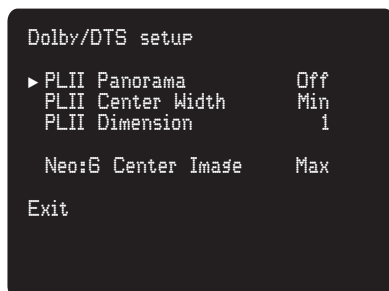 Dolby/DTS setup
▶ PLII Panorama Off
PLII Center Width Min
PLII Dimension 1
Neo:6 Center Image Max
Exit